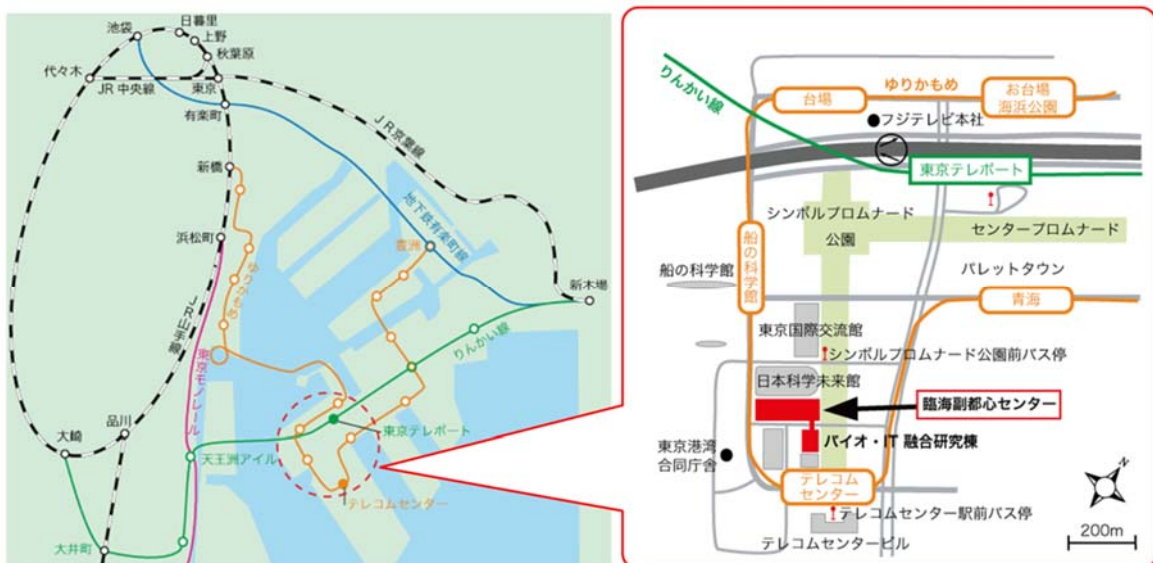 池袋
日暮里
上野
秋葉原
代々木
JR 中央線
東京
有楽町
JR京葉線
新橋
地下鉄有楽町線
浜松町
豊洲
ゆりかもめ
新木場
JR山手線
東京モノレール
りんかい線
品川
大崎
東京テレポート
天王洲アイル
テレコムセンター
大井町
りんかい線
ゆりかもめ
台場
お台場
海浜公園
フジテレビ本社
東京テレポート
シンボルプロムナード
公園
センタープロムナード
船の科学館
船の科学館
パレットタウン
青海
東京国際交流館
シンボルプロムナード公園前バス停
日本科学未来館
臨海副都心センター
バイオ・IT 融合研究棟
東京港湾
合同庁舎
テレコム
センター
N
テレコムセンター駅前バス停
テレコムセンタービル
200m